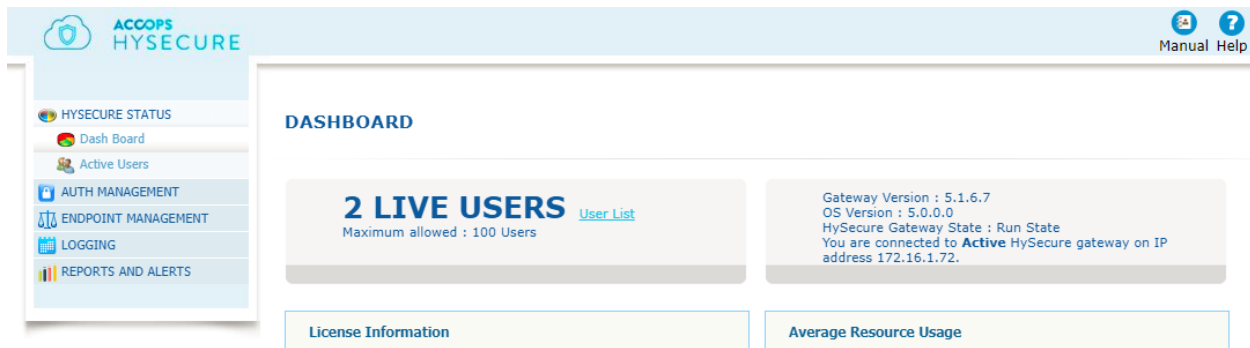 ACCOPS
HYSECURE
Manual Help
HYSECURE STATUS
Dash Board
Active Users
AUTH MANAGEMENT
ENDPOINT MANAGEMENT
LOGGING
REPORTS AND ALERTS
DASHBOARD
2 LIVE USERS User List
Maximum allowed : 100 Users
Gateway Version : 5.1.6.7
OS Version : 5.0.0.0
HySecure Gateway State : Run State
You are connected to Active HySecure gateway on IP
address 172.16.1.72.
License Information
Average Resource Usage